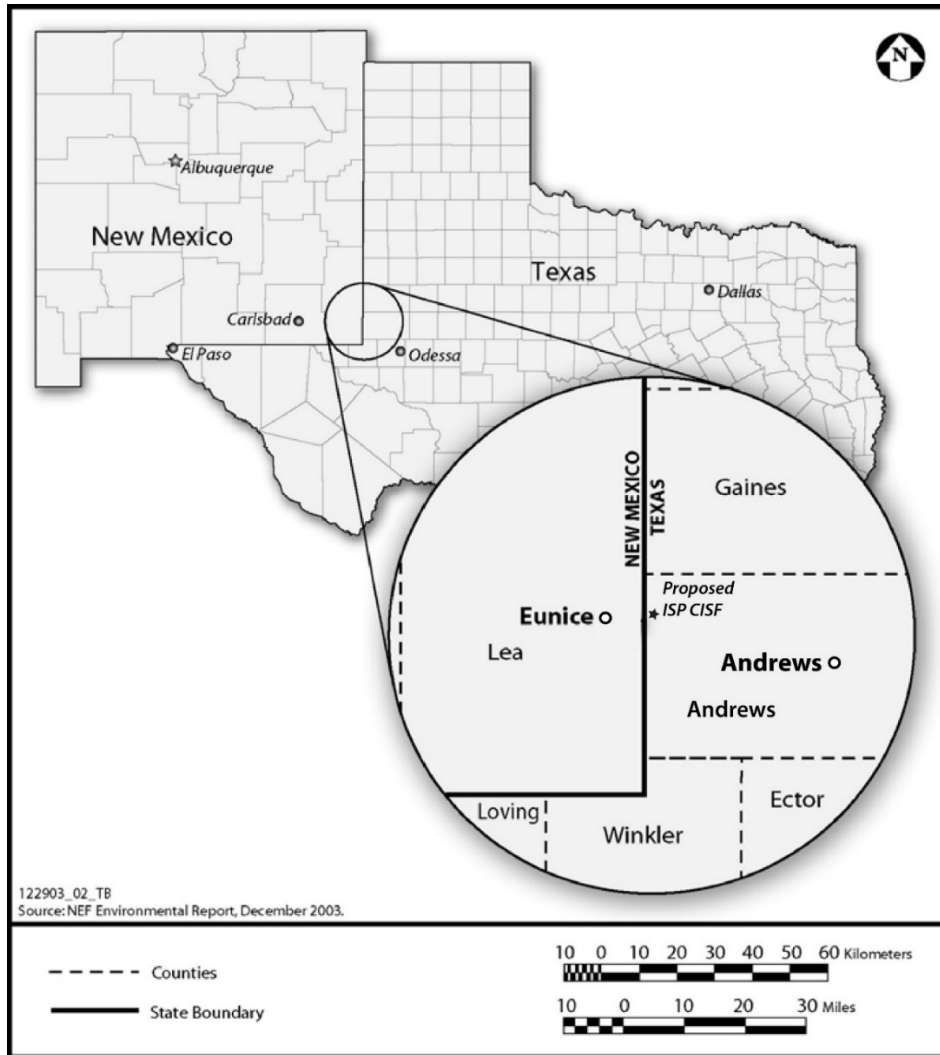 N
Albuquerque
New Mexico
Texas
Dallas
Carlsbad
El Paso
Odessa
NEW MEXICO
TEXAS
Gaines
Proposed
ISP CISF
Eunice
Lea
Andrews
Andrews
Loving
Winkler
Ector
122903_02_TB
Source: NEF Environmental Report, December 2003.
Counties
State Boundary
10 0 10 20 30 40 50 60 Kilometers
10 0 10 20 30 Miles